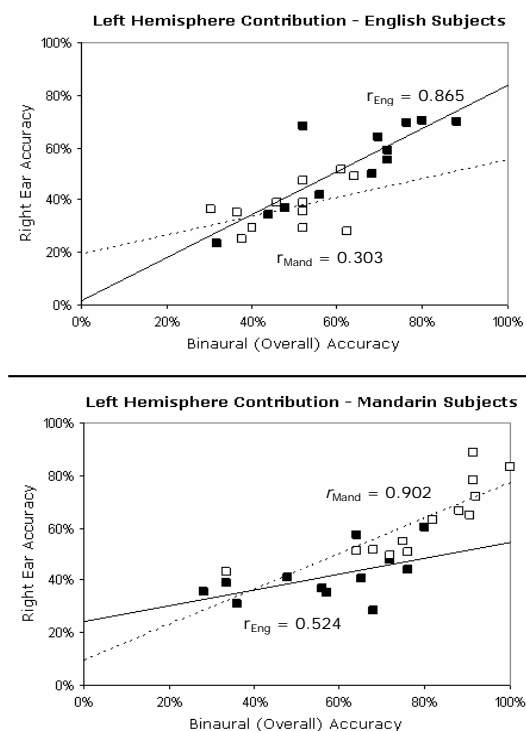 Left Hemisphere Contribution - English Subjects
100%
80%
60%
40%
20%
0%
Right Ear Accuracy
r_Eng = 0.865
r_Mand = 0.303
0%
20%
40%
60%
80%
100%
Binaural (Overall) Accuracy
Left Hemisphere Contribution - Mandarin Subjects
100%
80%
60%
40%
20%
0%
Right Ear Accuracy
r_Mand = 0.902
r_Eng = 0.524
0%
20%
40%
60%
80%
100%
Binaural (Overall) Accuracy